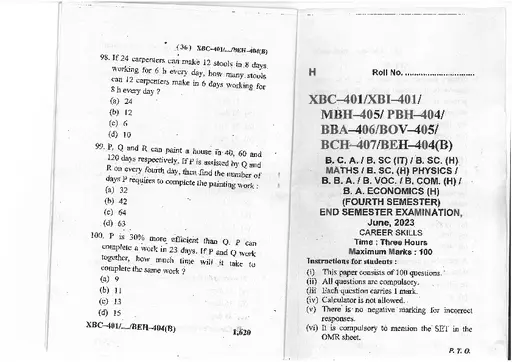 (36) XBC-401/..../BEH-404(B)
98. If 24 carpenters can make 12 stools in 8 days
working for 6 h every day, how many stools
can 12 carpenters make in 6 days working for
8 h every day ?
(a) 24
(b) 12
(c) 6
(d) 10
99. P, Q and R can paint a house in 40, 60 and
120 days respectively. If P is assisted by Q and
R on every fourth day, then find the number of
days P requires to complete the painting work :
(a) 32
(b) 42
(c) 64
(d) 63
100. P is 30% more efficient than Q. P can
complete a work in 23 days. If P and Q work
together, how much time will it take to
complete the same work ?
(a) 9
(b) 11
(c) 13
(d) 15
XBC-401/..../BEH-404(B) 1,620
H Roll No. ..............................
XBC–401/XBI–401/
MBH–405/ PBH–404/
BBA–406/BOV–405/
BCH–407/BEH–404(B)
B. C. A. / B. SC (IT) / B. SC. (H)
MATHS / B. SC. (H) PHYSICS /
B. B. A. / B. VOC. / B. COM. (H) /
B. A. ECONOMICS (H)
(FOURTH SEMESTER)
END SEMESTER EXAMINATION,
June, 2023
CAREER SKILLS
Time : Three Hours
Maximum Marks : 100
Instructions for students :
(i) This paper consists of 100 questions.
(ii) All questions are compulsory.
(iii Each question carries 1 mark.
(iv) Calculator is not allowed.
(v) There is no negative marking for incorrect
responses.
(vi) It is compulsory to mention the SET in the
OMR sheet.
P. T. O.